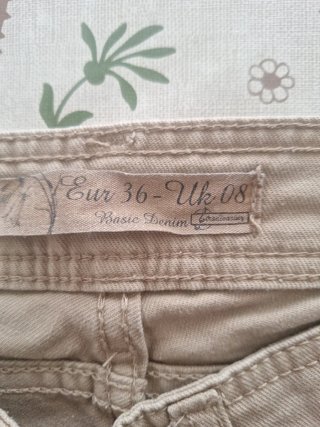 Eur 36 - Uk 08
Basic Denim